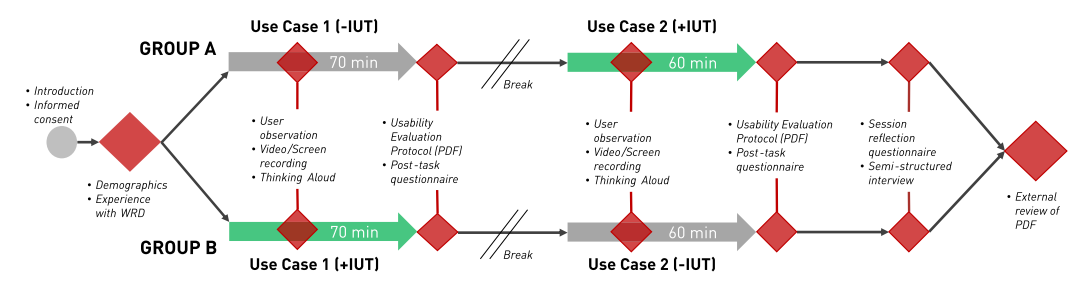 Use Case 1 (-IUT)
Use Case 2 (+IUT)
GROUP A
70 min
60 min
Break
• Introduction
• Informed
consent
• User
observation
• Video/Screen
recording
• Thinking Aloud
• Usability
Evaluation
Protocol (PDF)
• Post-task
questionnaire
• User
observation
• Video/Screen
recording
• Thinking Aloud
• Usability Evaluation
Protocol (PDF)
• Post-task
questionnaire
• Session
reflection
questionnaire
• Semi-structured
interview
• Demographics
• Experience
with WRD
• External
review of
PDF
GROUP B
70 min
60 min
Break
Use Case 1 (+IUT)
Use Case 2 (-IUT)